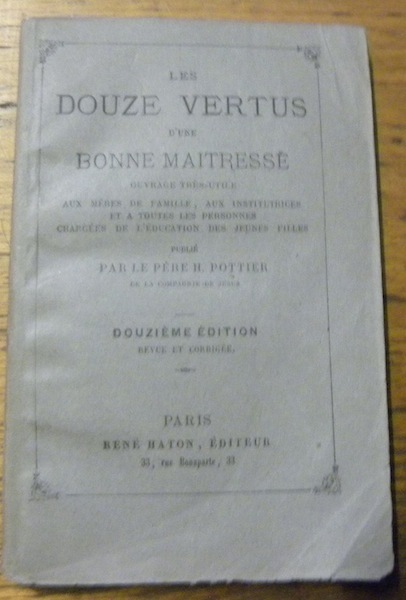 LES
DOUZE VERTUS
D'UNE
BONNE MAITRESSE
OUVRAGE TRÈS-UTILE
AUX MÈRES DE FAMILLE, AUX INSTITUTRICES
ET A TOUTES LES PERSONNES
CHARGÉES DE L'ÉDUCATION DES JEUNES FILLES
PUBLIÉ
PAR LE PÈRE H. POTTIER
DE LA COMPAGNIE DE JÉSUS
DOUZIÈME ÉDITION
REVUE ET CORRIGÉE.
PARIS
RENÉ HATON, ÉDITEUR
33, rue Bonaparte, 33